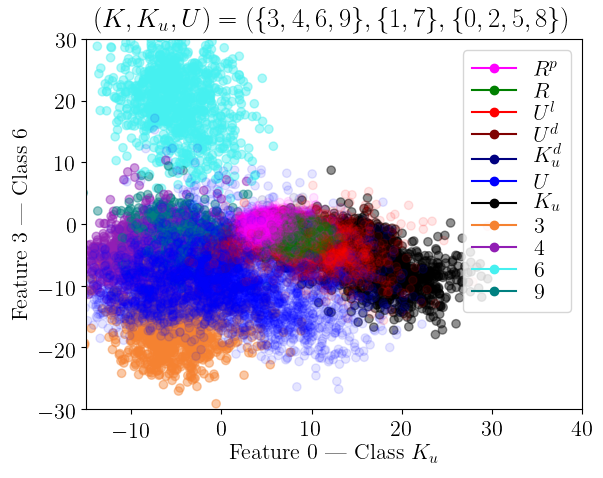 (K, K_u, U) = ({3, 4, 6, 9}, {1, 7}, {0, 2, 5, 8})
30
20
10
0
−10
−20
−30
Feature 3 — Class 6
−10
0
10
20
30
40
Feature 0 — Class K_u
R^p
R
U^l
U^d
K_u^d
U
K_u
3
4
6
9